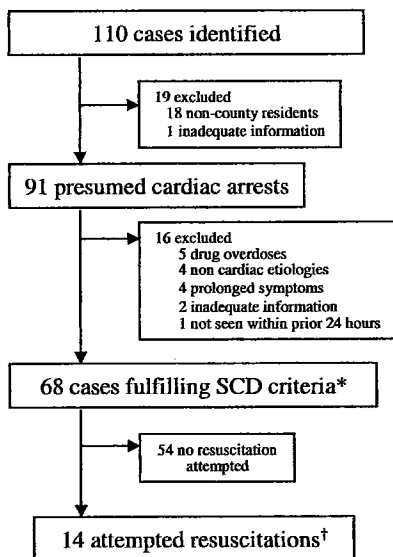 110 cases identified
19 excluded
18 non-county residents
1 inadequate information
91 presumed cardiac arrests
16 excluded
5 drug overdoses
4 non cardiac etiologies
4 prolonged symptoms
2 inadequate information
1 not seen within prior 24 hours
68 cases fulfilling SCD criteria*
54 no resuscitation
attempted
14 attempted resuscitations†